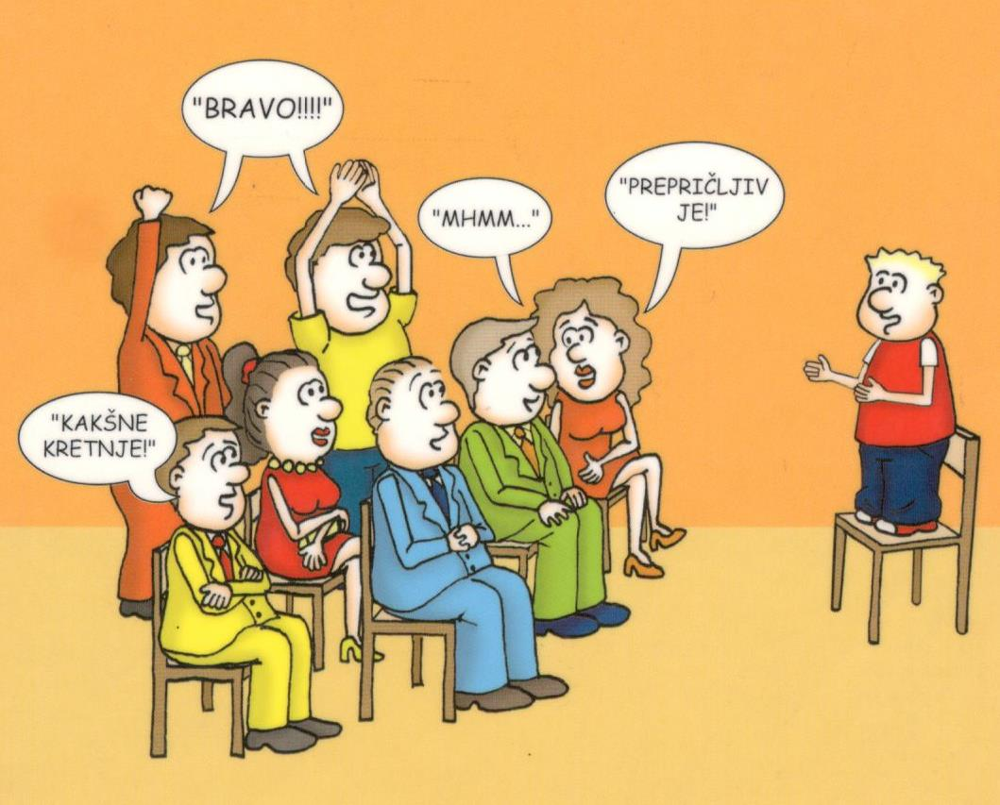 "BRAVO!!!!"
"MHMM..."
"PREPRIČLJIV
JE!"
"KAKŠNE
KRETNJE!"